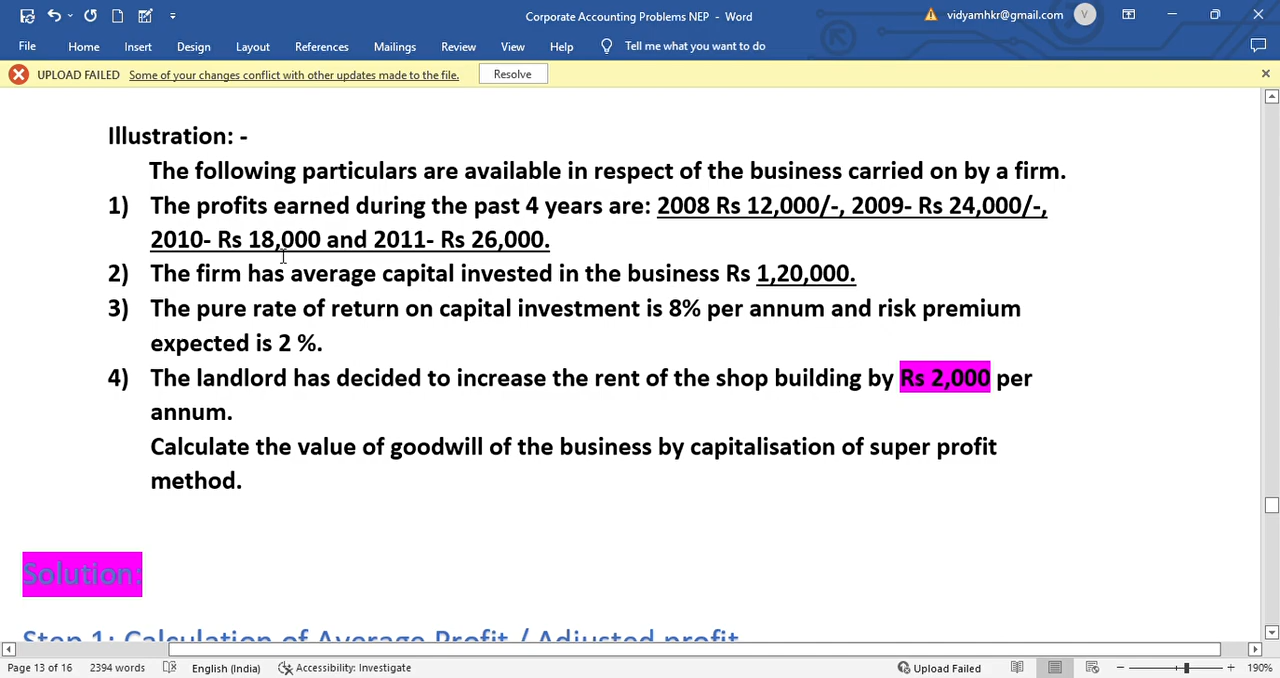 Corporate Accounting Problems NEP - Word
vidyamhkr@gmail.com V
File Home Insert Design Layout References Mailings Review View Help Tell me what you want to do
UPLOAD FAILED Some of your changes conflict with other updates made to the file. Resolve
Illustration: -
The following particulars are available in respect of the business carried on by a firm.
1) The profits earned during the past 4 years are: 2008 Rs 12,000/-, 2009- Rs 24,000/-,
2010- Rs 18,000 and 2011- Rs 26,000.
2) The firm has average capital invested in the business Rs 1,20,000.
3) The pure rate of return on capital investment is 8% per annum and risk premium
expected is 2 %.
4) The landlord has decided to increase the rent of the shop building by Rs 2,000 per
annum.
Calculate the value of goodwill of the business by capitalisation of super profit
method.
Solution:
Step 1: Calculation of Average Profit / Adjusted profit
Page 13 of 16 2394 words English (India) Accessibility: Investigate Upload Failed 190%